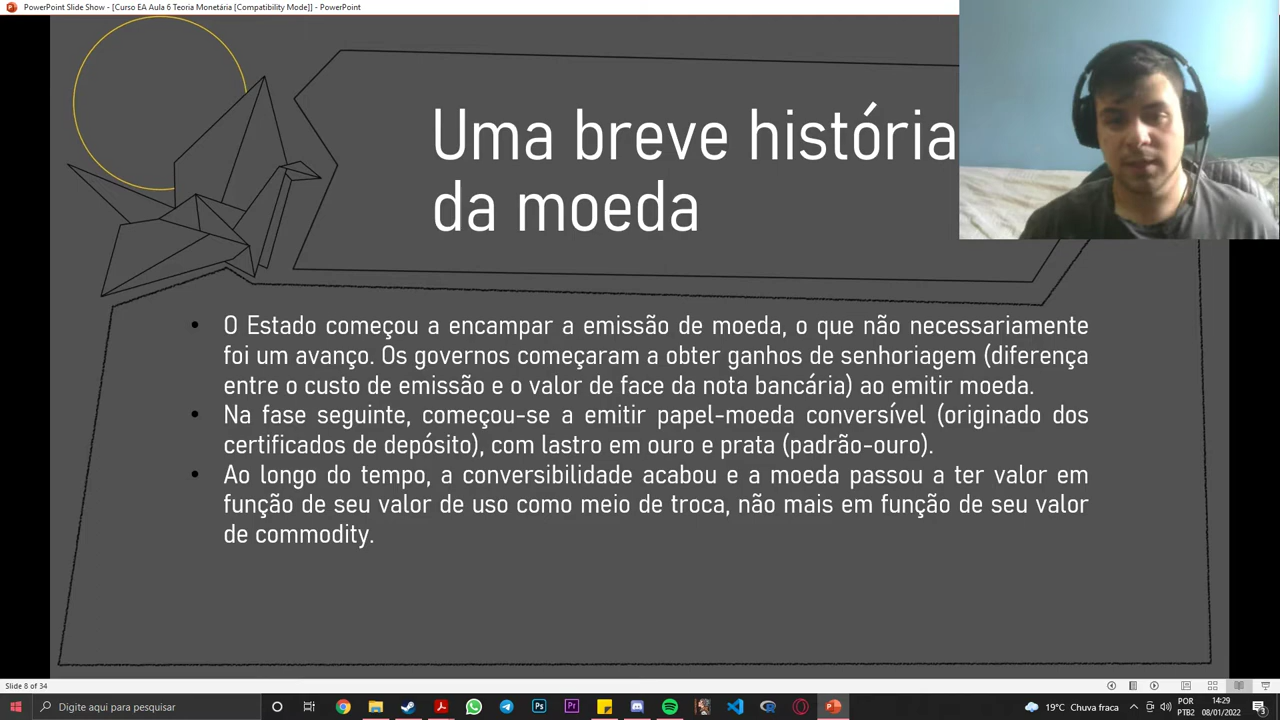 PowerPoint Slide Show - [Curso EA Aula 6 Teoria Monetária [Compatibility Mode]] - PowerPoint
Uma breve história
da moeda
• O Estado começou a encampar a emissão de moeda, o que não necessariamente
foi um avanço. Os governos começaram a obter ganhos de senhoriagem (diferença
entre o custo de emissão e o valor de face da nota bancária) ao emitir moeda.
• Na fase seguinte, começou-se a emitir papel-moeda conversível (originado dos
certificados de depósito), com lastro em ouro e prata (padrão-ouro).
• Ao longo do tempo, a conversibilidade acabou e a moeda passou a ter valor em
função de seu valor de uso como meio de troca, não mais em função de seu valor
de commodity.
Slide 8 of 34
Digite aqui para pesquisar
Ps
Pr
19°C Chuva fraca
POR
PTB2
14:29
08/01/2022
3